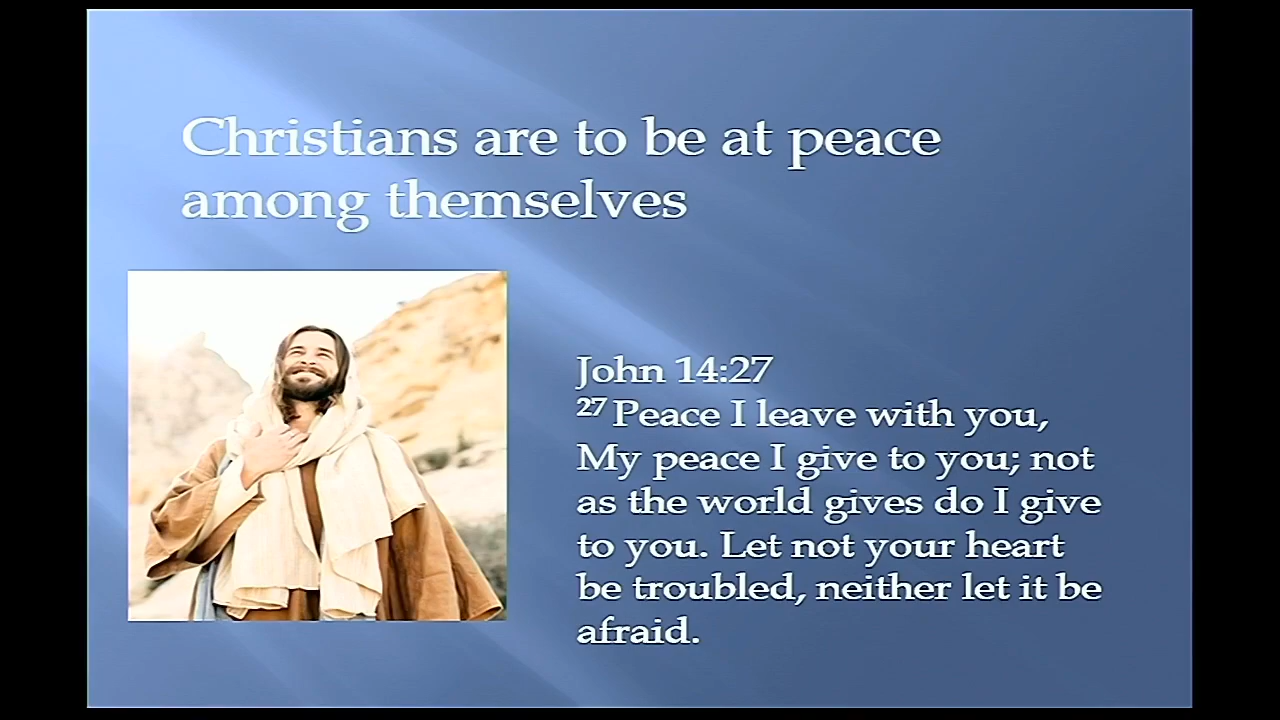 Christians are to be at peace
among themselves
John 14:27
27 Peace I leave with you,
My peace I give to you; not
as the world gives do I give
to you. Let not your heart
be troubled, neither let it be
afraid.